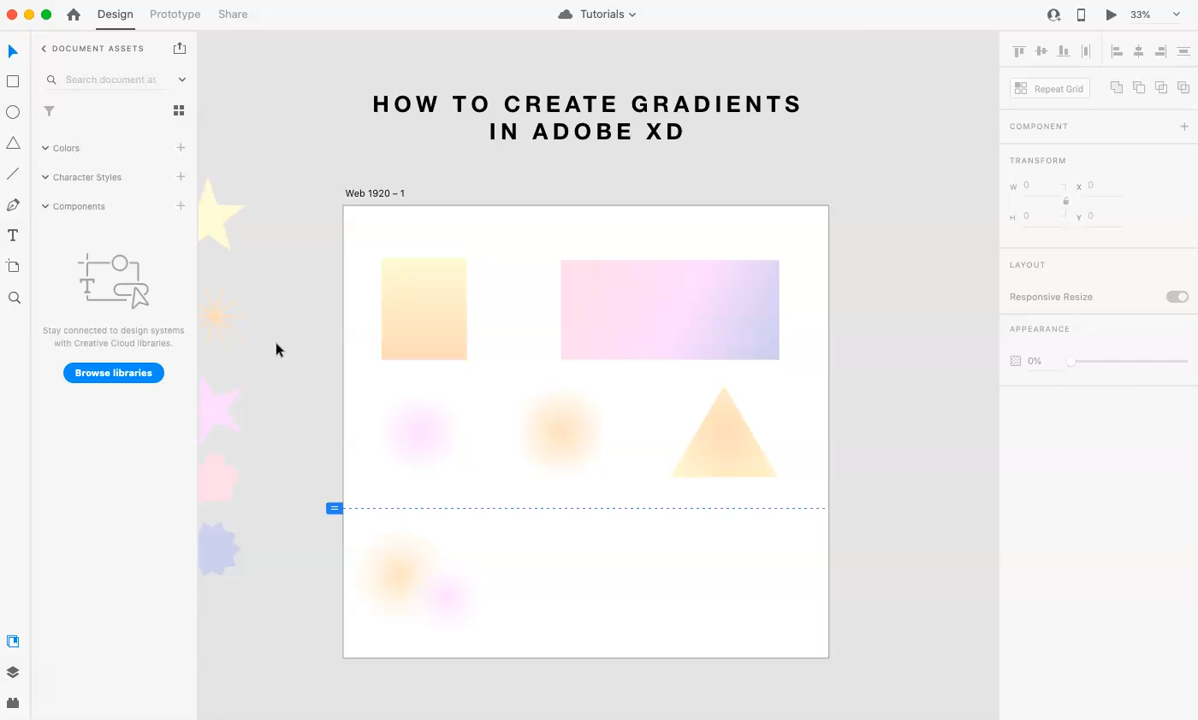 Design
Prototype
Share
Tutorials
33%
DOCUMENT ASSETS
Search document as
Colors
Character Styles
Components
T
Stay connected to design systems
with Creative Cloud libraries.
Browse libraries
HOW TO CREATE GRADIENTS
IN ADOBE XD
Web 1920 – 1
Repeat Grid
COMPONENT
TRANSFORM
W 0 X 0
H 0 Y 0
LAYOUT
Responsive Resize
APPEARANCE
0%